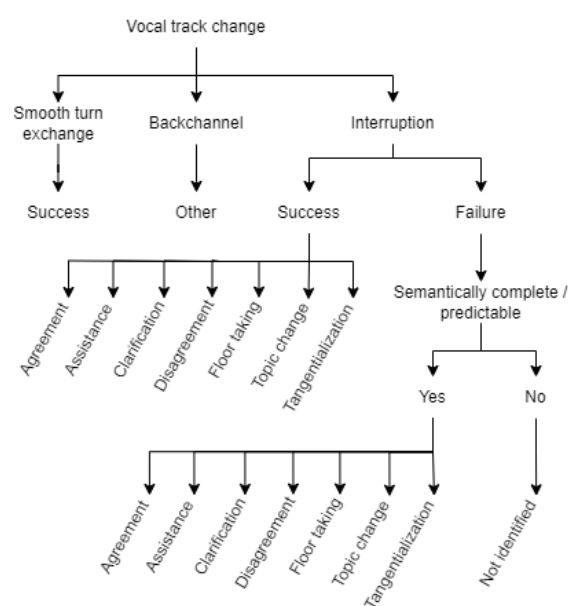 Vocal track change
Smooth turn
exchange
Backchannel
Interruption
Success
Other
Success
Failure
Semantically complete /
predictable
Agreement
Assistance
Clarification
Disagreement
Floor taking
Topic change
Tangentialization
Yes
No
Agreement
Assistance
Clarification
Disagreement
Floor taking
Topic change
Tangentialization
Not identified